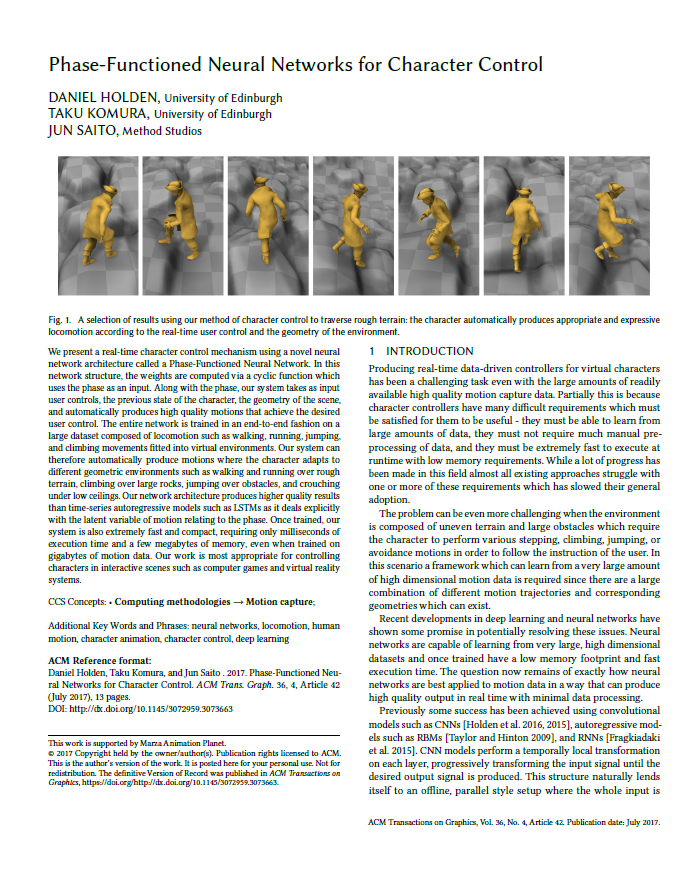 Phase-Functioned Neural Networks for Character Control
DANIEL HOLDEN, University of Edinburgh
TAKU KOMURA, University of Edinburgh
JUN SAITO, Method Studios
Fig. 1. A selection of results using our method of character control to traverse rough terrain: the character automatically produces appropriate and expressive
locomotion according to the real-time user control and the geometry of the environment.
We present a real-time character control mechanism using a novel neural
network architecture called a Phase-Functioned Neural Network. In this
network structure, the weights are computed via a cyclic function which
uses the phase as an input. Along with the phase, our system takes as input
user controls, the previous state of the character, the geometry of the scene,
and automatically produces high quality motions that achieve the desired
user control. The entire network is trained in an end-to-end fashion on a
large dataset composed of locomotion such as walking, running, jumping,
and climbing movements fitted into virtual environments. Our system can
therefore automatically produce motions where the character adapts to
different geometric environments such as walking and running over rough
terrain, climbing over large rocks, jumping over obstacles, and crouching
under low ceilings. Our network architecture produces higher quality results
than time-series autoregressive models such as LSTMs as it deals explicitly
with the latent variable of motion relating to the phase. Once trained, our
system is also extremely fast and compact, requiring only milliseconds of
execution time and a few megabytes of memory, even when trained on
gigabytes of motion data. Our work is most appropriate for controlling
characters in interactive scenes such as computer games and virtual reality
systems.
CCS Concepts: • Computing methodologies → Motion capture;
Additional Key Words and Phrases: neural networks, locomotion, human
motion, character animation, character control, deep learning
ACM Reference format:
Daniel Holden, Taku Komura, and Jun Saito . 2017. Phase-Functioned Neu-
ral Networks for Character Control. ACM Trans. Graph. 36, 4, Article 42
(July 2017), 13 pages.
DOI: http://dx.doi.org/10.1145/3072959.3073663
This work is supported by Marza Animation Planet.
© 2017 Copyright held by the owner/author(s). Publication rights licensed to ACM.
This is the author's version of the work. It is posted here for your personal use. Not for
redistribution. The definitive Version of Record was published in ACM Transactions on
Graphics, https://doi.org/http://dx.doi.org/10.1145/3072959.3073663.
1 INTRODUCTION
Producing real-time data-driven controllers for virtual characters
has been a challenging task even with the large amounts of readily
available high quality motion capture data. Partially this is because
character controllers have many difficult requirements which must
be satisfied for them to be useful - they must be able to learn from
large amounts of data, they must not require much manual pre-
processing of data, and they must be extremely fast to execute at
runtime with low memory requirements. While a lot of progress has
been made in this field almost all existing approaches struggle with
one or more of these requirements which has slowed their general
adoption.
The problem can be even more challenging when the environment
is composed of uneven terrain and large obstacles which require
the character to perform various stepping, climbing, jumping, or
avoidance motions in order to follow the instruction of the user. In
this scenario a framework which can learn from a very large amount
of high dimensional motion data is required since there are a large
combination of different motion trajectories and corresponding
geometries which can exist.
Recent developments in deep learning and neural networks have
shown some promise in potentially resolving these issues. Neural
networks are capable of learning from very large, high dimensional
datasets and once trained have a low memory footprint and fast
execution time. The question now remains of exactly how neural
networks are best applied to motion data in a way that can produce
high quality output in real time with minimal data processing.
Previously some success has been achieved using convolutional
models such as CNNs [Holden et al. 2016, 2015], autoregressive mod-
els such as RBMs [Taylor and Hinton 2009], and RNNs [Fragkiadaki
et al. 2015]. CNN models perform a temporally local transformation
on each layer, progressively transforming the input signal until the
desired output signal is produced. This structure naturally lends
itself to an offline, parallel style setup where the whole input is
ACM Transactions on Graphics, Vol. 36, No. 4, Article 42. Publication date: July 2017.